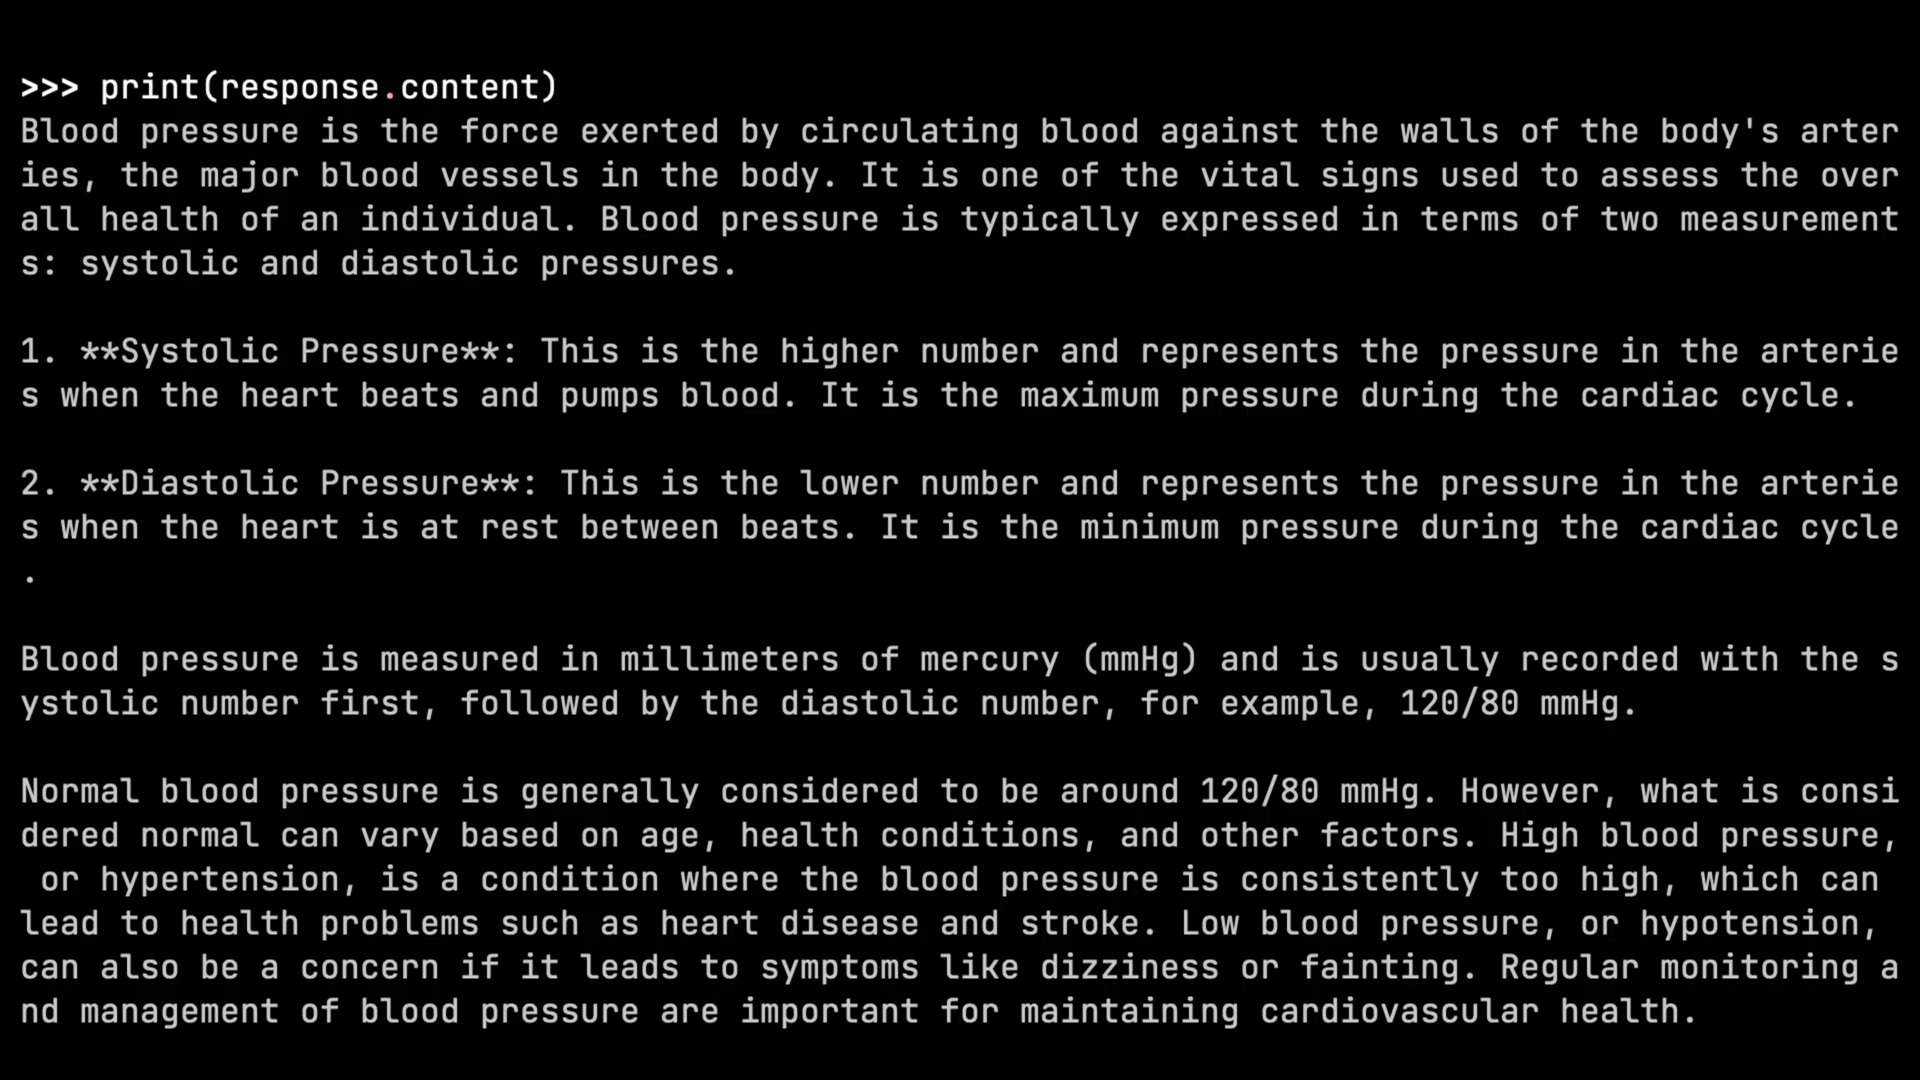 >>> print(response.content)
Blood pressure is the force exerted by circulating blood against the walls of the body's arter
ies, the major blood vessels in the body. It is one of the vital signs used to assess the over
all health of an individual. Blood pressure is typically expressed in terms of two measurement
s: systolic and diastolic pressures.
1. **Systolic Pressure**: This is the higher number and represents the pressure in the arterie
s when the heart beats and pumps blood. It is the maximum pressure during the cardiac cycle.
2. **Diastolic Pressure**: This is the lower number and represents the pressure in the arterie
s when the heart is at rest between beats. It is the minimum pressure during the cardiac cycle
.
Blood pressure is measured in millimeters of mercury (mmHg) and is usually recorded with the s
ystolic number first, followed by the diastolic number, for example, 120/80 mmHg.
Normal blood pressure is generally considered to be around 120/80 mmHg. However, what is consi
dered normal can vary based on age, health conditions, and other factors. High blood pressure,
 or hypertension, is a condition where the blood pressure is consistently too high, which can
lead to health problems such as heart disease and stroke. Low blood pressure, or hypotension,
can also be a concern if it leads to symptoms like dizziness or fainting. Regular monitoring a
nd management of blood pressure are important for maintaining cardiovascular health.